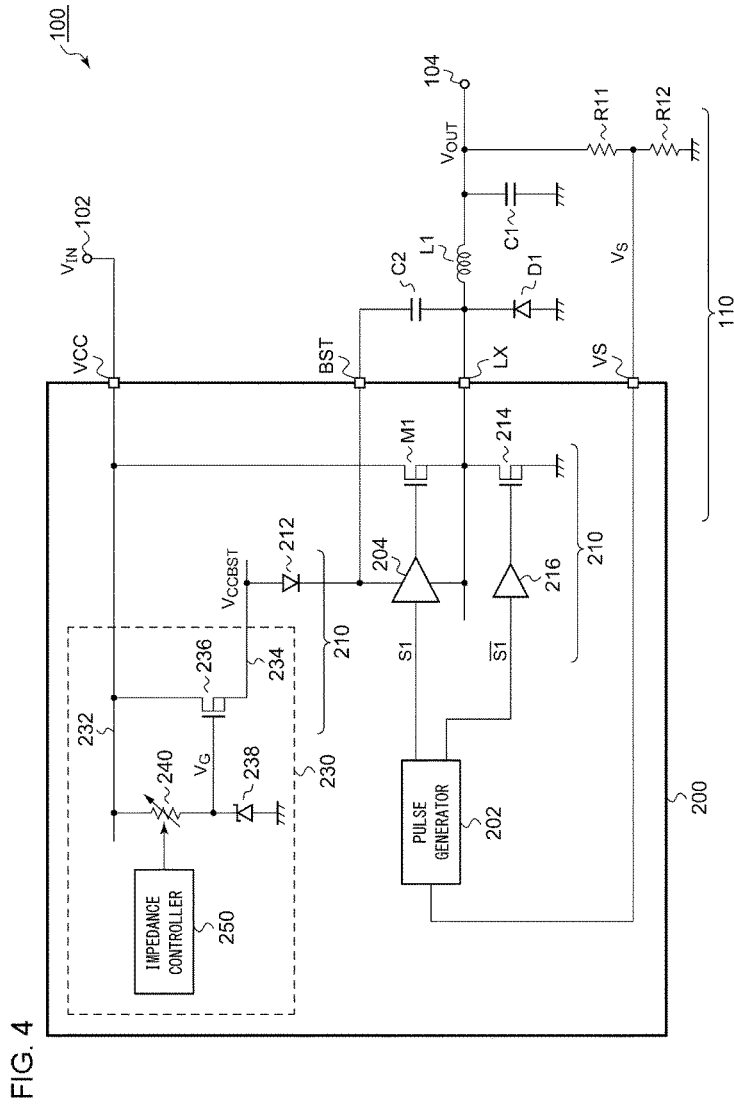 FIG. 4
100
VIN
102
VCC
232
240
VG
236
238
IMPEDANCE
CONTROLLER
250
230
234
VCCBST
212
210
BST
C2
L1
VOUT
104
204
M1
LX
D1
C1
R11
R12
S1
S1
216
214
210
VS
VS
110
PULSE
GENERATOR
202
200